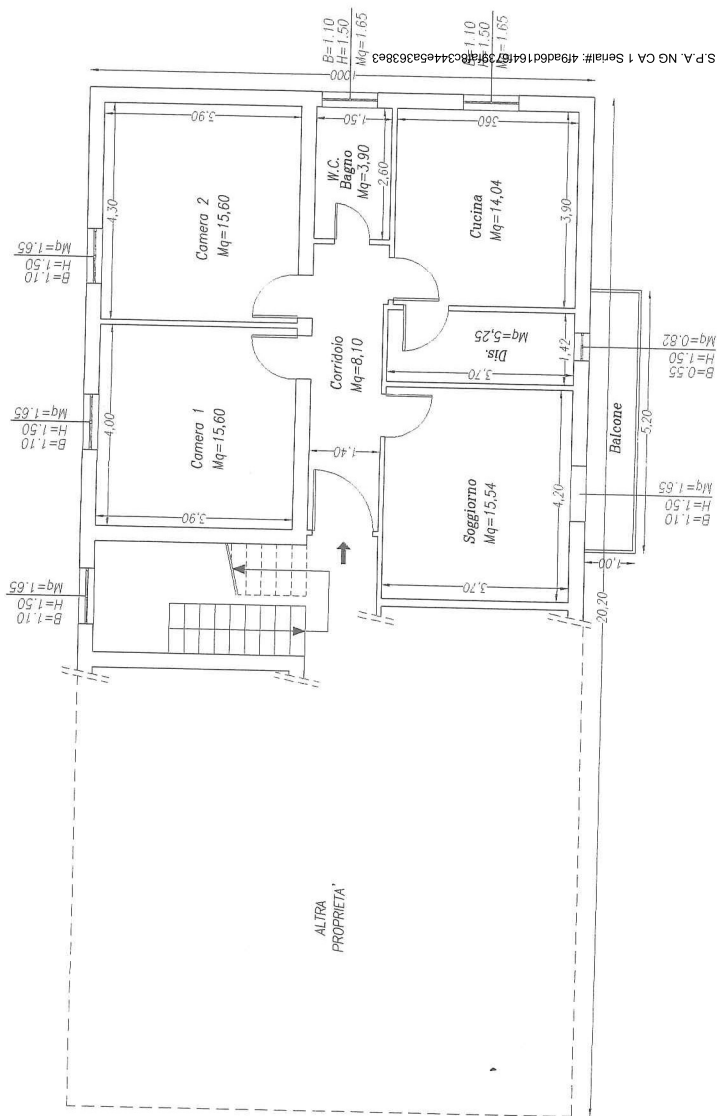 B=1.10
H=1.50
Mq=1.65
S.P.A. NG CA 1 Serial#: 4f9ad6d164f6739faf8c344e5a3638e3
B=1.10
H=1.50
Mq=1.65
1000
B=1.10
H=1.50
Mq=1.65
4,30
3.90
Camera 2
Mq=15,60
1,50
W.C.
Bagno
Mq=3,90
2,60
360
Cucina
Mq=14,04
3,90
B=1.10
H=1.50
Mq=1.65
4,00
Camera 1
Mq=15,60
3,90
Corridoio
Mq=8,10
1.40
Dis.
Mq=5,25
3,70
1,42
B=0.55
H=1.50
Mq=0.82
Soggiorno
Mq=15,54
4,20
3,70
Balcone
5,20
1,00
B=1.10
H=1.50
Mq=1.65
B=1.10
H=1.50
Mq=1.65
20,20
ALTRA
PROPRIETA'